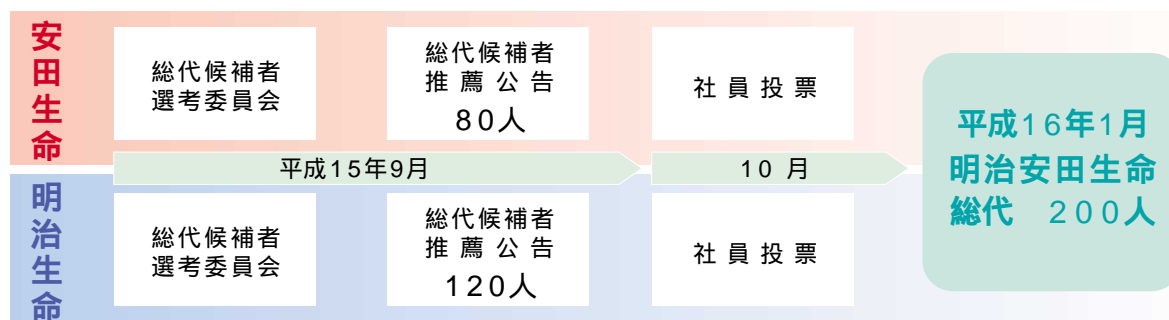 安田生命
総代候補者
選考委員会
総代候補者
推薦公告
80人
社員投票
平成15年9月
10月
明治生命
総代候補者
選考委員会
総代候補者
推薦公告
120人
社員投票
平成16年1月
明治安田生命
総代　200人